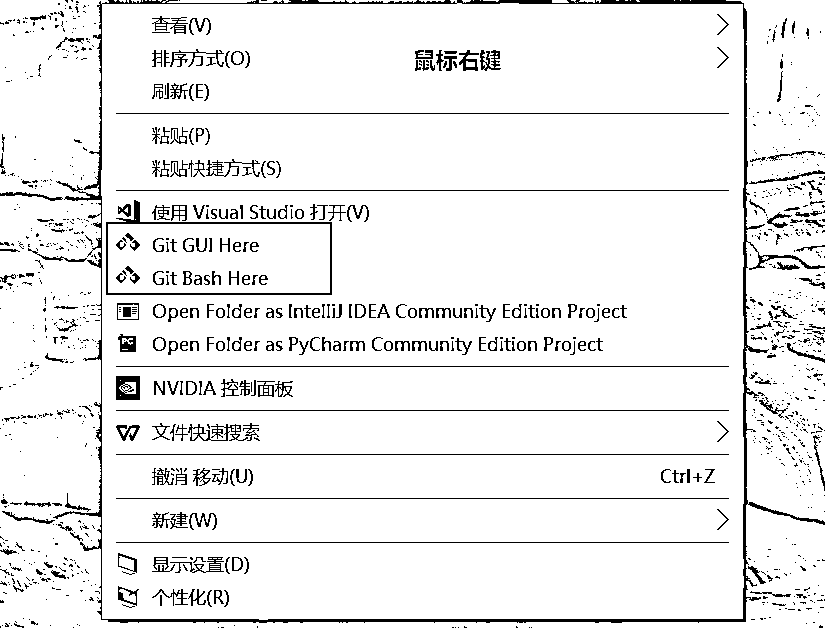 查看(V)
排序方式(O) 鼠标右键
刷新(E)
粘贴(P)
粘贴快捷方式(S)
使用 Visual Studio 打开(V)
Git GUI Here
Git Bash Here
Open Folder as IntelliJ IDEA Community Edition Project
Open Folder as PyCharm Community Edition Project
NVIDIA 控制面板
文件快速搜索
撤消 移动(U) Ctrl+Z
新建(W)
显示设置(D)
个性化(R)